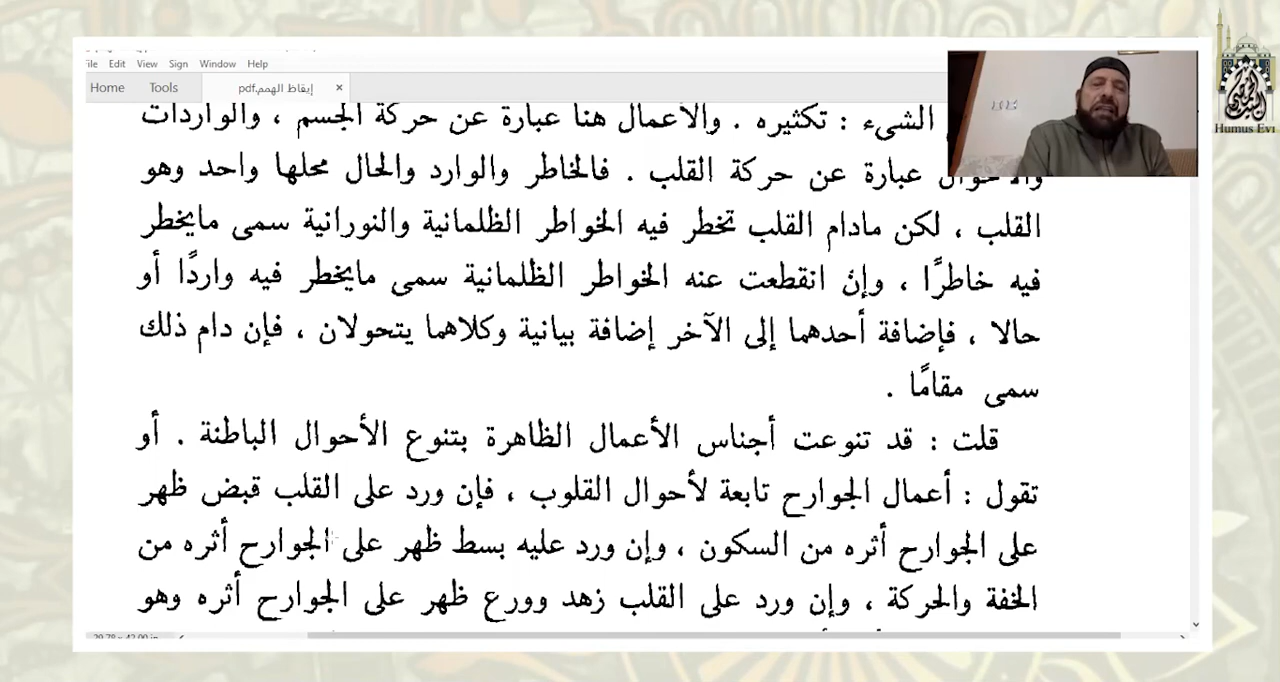 File Edit View Sign Window Help
Home Tools إيقاظ الهمم.pdf ×
الشيء : تكثيره . والأعمال هنا عبارة عن حركة الجسم ، والواردات
والأحوال عبارة عن حركة القلب . فالخاطر والوارد والحال محلها واحد وهو
القلب ، لكن مادام القلب تخطر فيه الخواطر الظلمانية والنورانية سمى مايخطر
فيه خاطرًا ، وإن انقطعت عنه الخواطر الظلمانية سمى مايخطر فيه واردًا أو
حالا ، فإضافة أحدهما إلى الآخر إضافة بيانية وكلاهما يتحولان ، فإن دام ذلك
سمى مقامًا .
قلت : قد تنوعت أجناس الأعمال الظاهرة بتنوع الأحوال الباطنة . أو
تقول : أعمال الجوارح تابعة لأحوال القلوب ، فإن ورد على القلب قبض ظهر
على الجوارح أثره من السكون ، وإن ورد عليه بسط ظهر على الجوارح أثره من
الخفة والحركة ، وإن ورد على القلب زهد وورع ظهر على الجوارح أثره وهو
29.78 x 42.00 in
Humus Evi